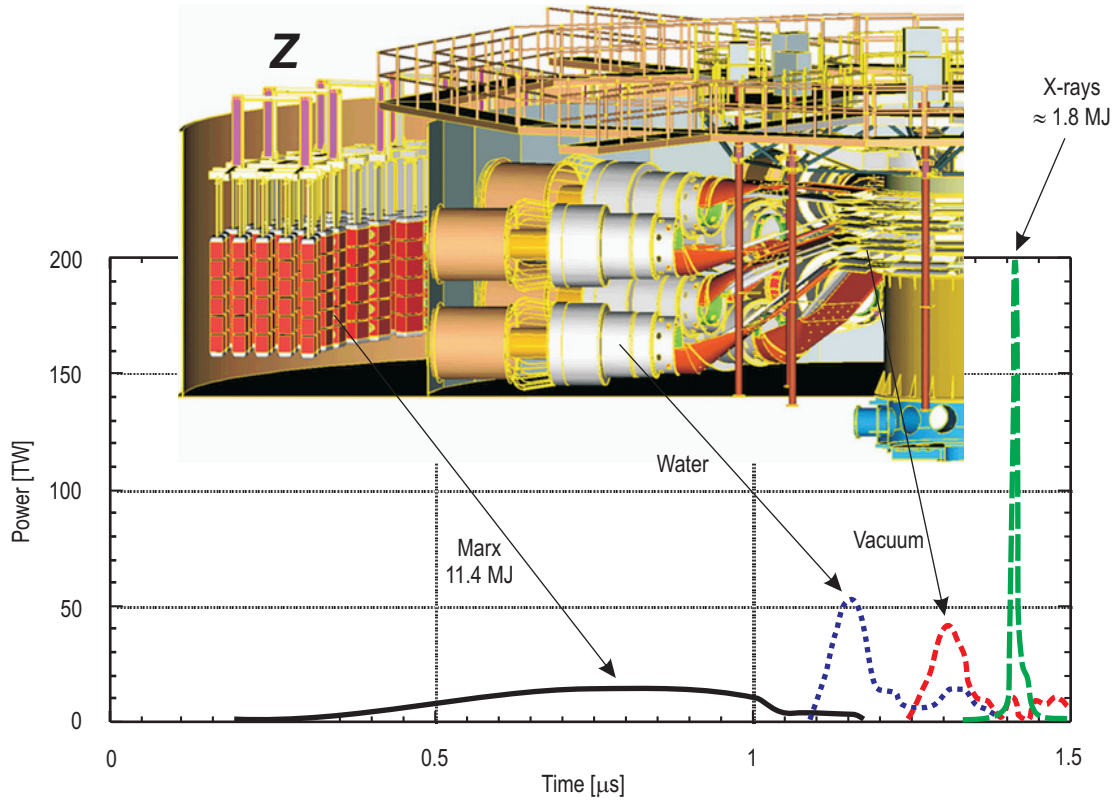 Z
X-rays
≈ 1.8 MJ
200
150
100
50
0
Power [TW]
Water
Marx
11.4 MJ
Vacuum
0
0.5
1
1.5
Time [μs]